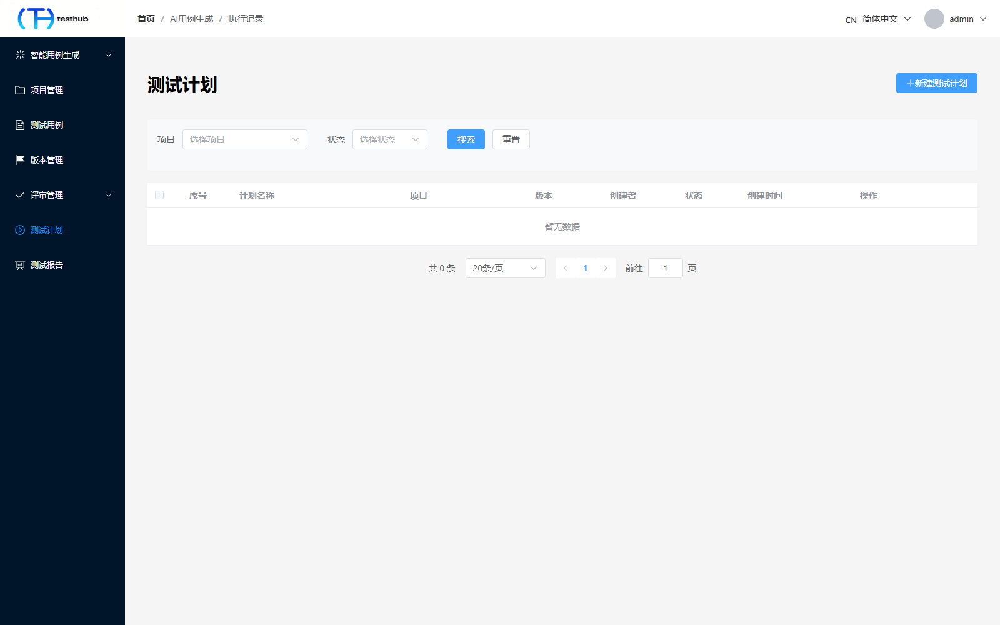 testhub
首页 / AI用例生成 / 执行记录
CN 简体中文
admin
智能用例生成
项目管理
测试用例
版本管理
评审管理
测试计划
测试报告
测试计划
新建测试计划
项目 选择项目 状态 选择状态 搜索 重置
序号 计划名称 项目 版本 创建者 状态 创建时间 操作
暂无数据
共 0 条 20条/页 1 前往 1 页